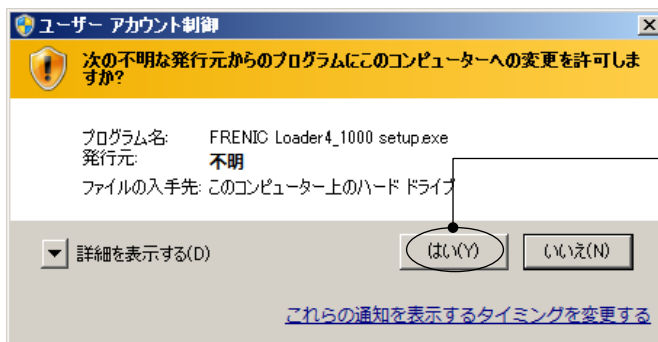 ユーザー アカウント制御
次の不明な発行元からのプログラムにこのコンピューターへの変更を許可しま
すか?
プログラム名: FRENIC Loader4_1000 setup.exe
発行元: 不明
ファイルの入手先: このコンピューター上のハード ドライブ
詳細を表示する(D) はい(Y) いいえ(N)
これらの通知を表示するタイミングを変更する